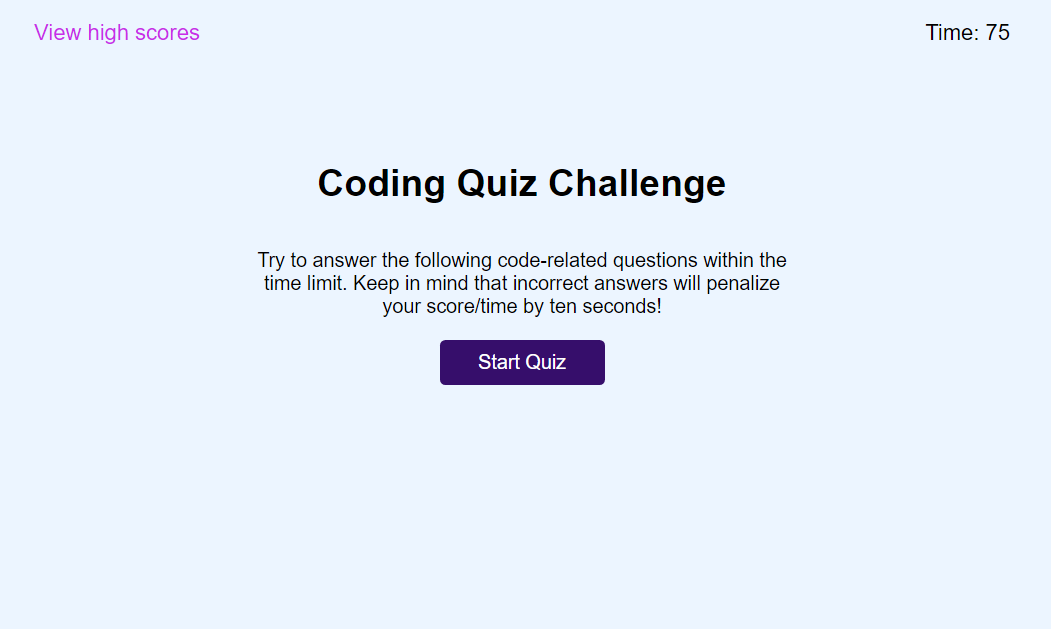 View high scores
Time: 75
Coding Quiz Challenge
Try to answer the following code-related questions within the
time limit. Keep in mind that incorrect answers will penalize
your score/time by ten seconds!
Start Quiz